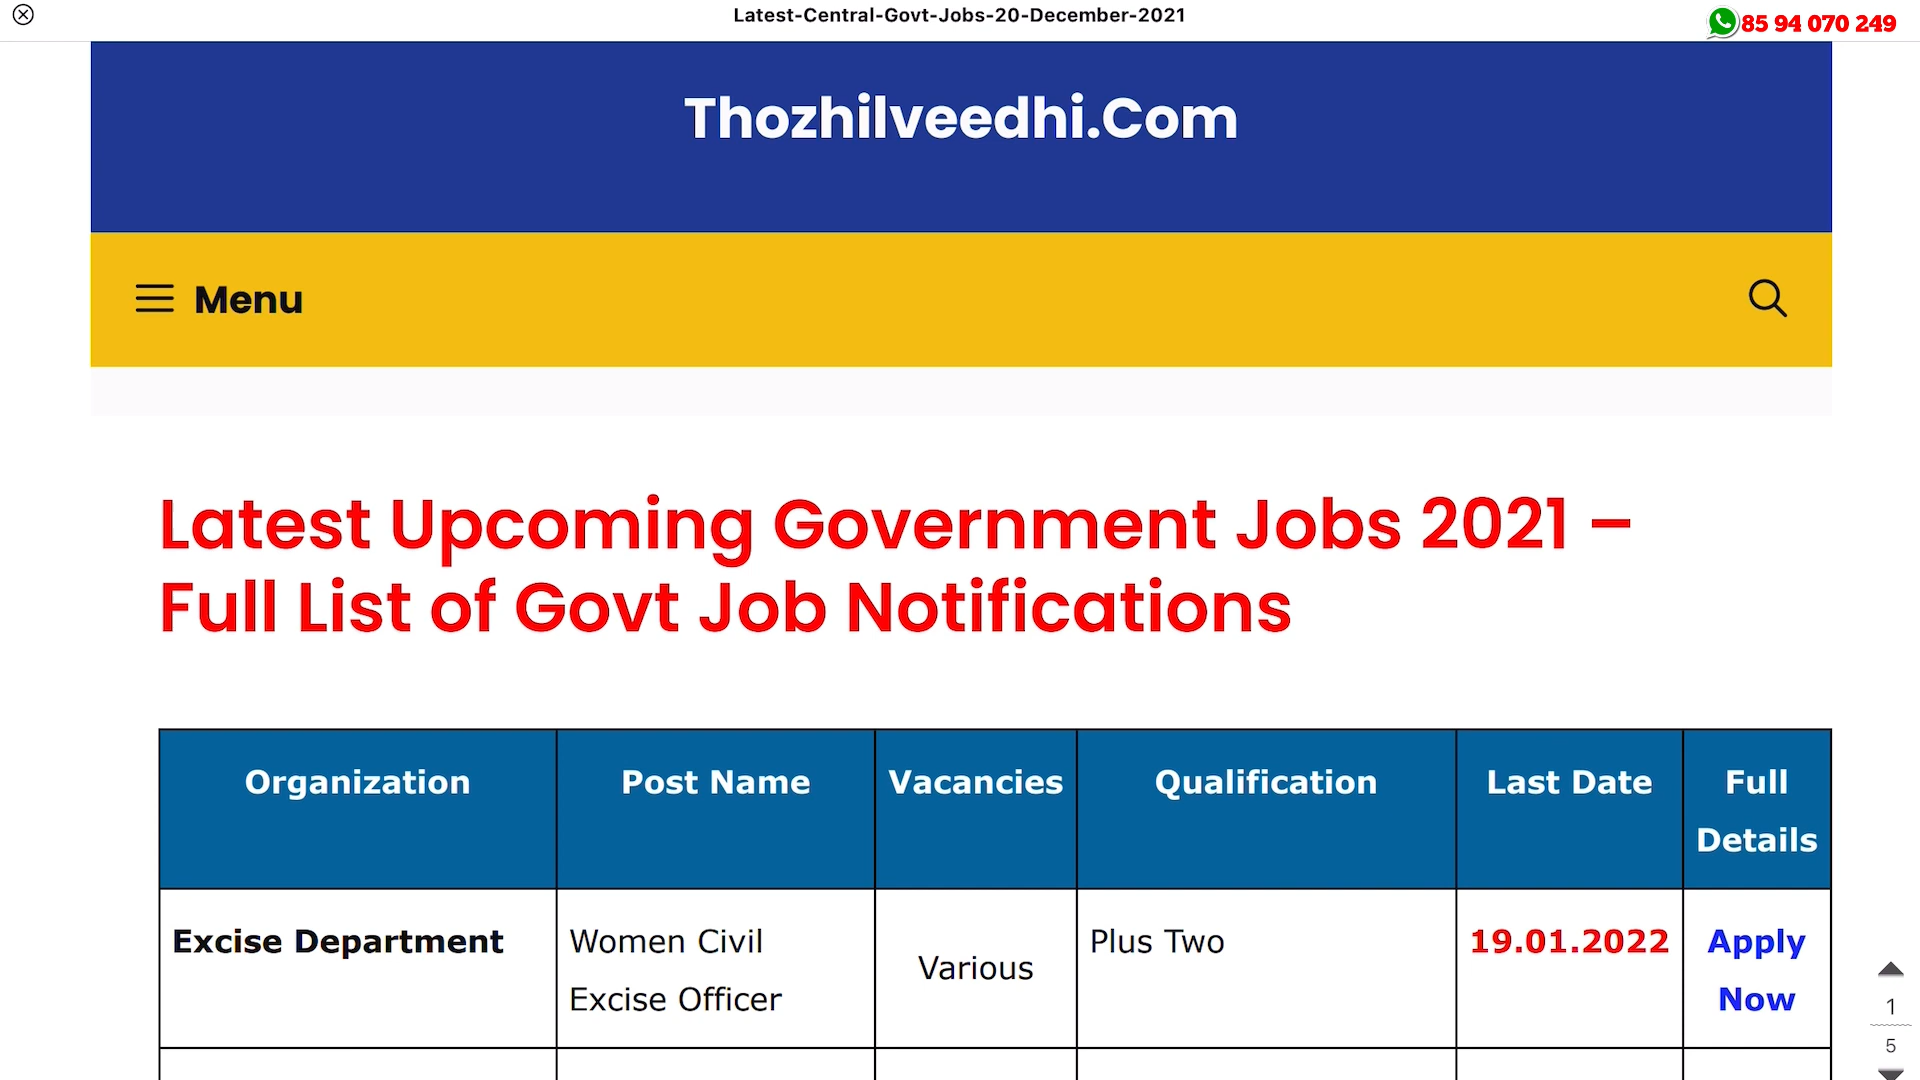 Latest-Central-Govt-Jobs-20-December-2021
85 94 070 249
Thozhilveedhi.Com
Menu
Latest Upcoming Government Jobs 2021 –
Full List of Govt Job Notifications
Organization Post Name Vacancies Qualification Last Date Full Details
Excise Department Women Civil Excise Officer Various Plus Two 19.01.2022 Apply Now
1
5